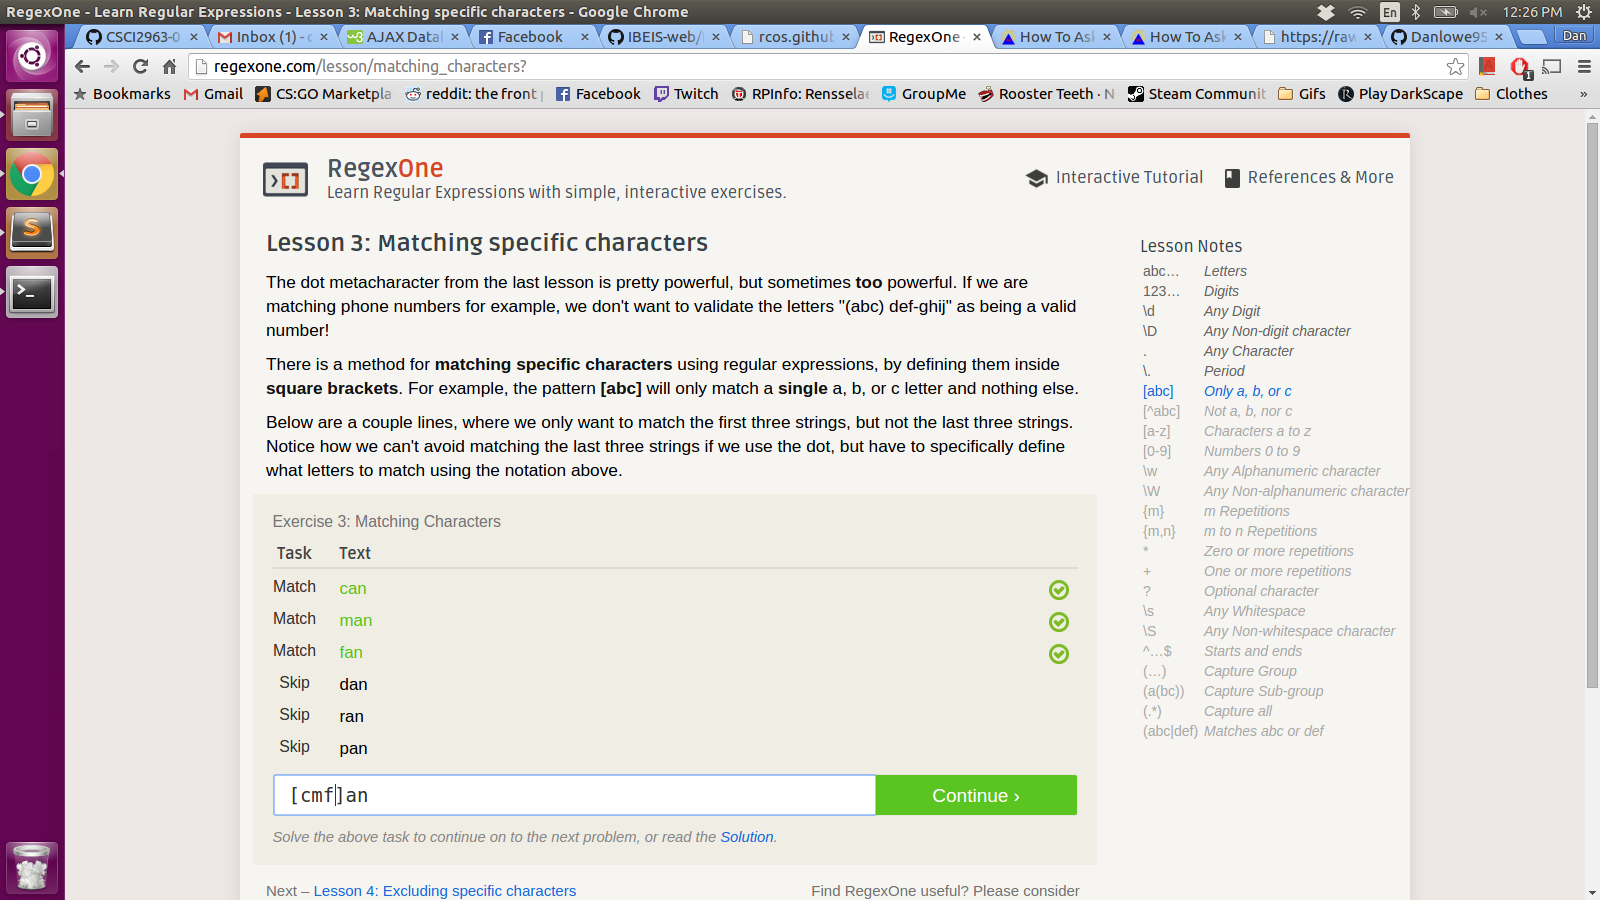 RegexOne - Learn Regular Expressions - Lesson 3: Matching specific characters - Google Chrome
En
12:26 PM
CSCI2963-0
Inbox (1) - c
AJAX Datal
Facebook
IBEIS-web/I
rcos.github.
RegexOne -
How To Ask
How To Ask
https://raw
Danlowe95
Dan
regexone.com/lesson/matching_characters?
1
Bookmarks
Gmail
CS:GO Marketpla
reddit: the front p
Facebook
Twitch
RPInfo: Rensselae
GroupMe
Rooster Teeth · N
Steam Communit
Gifs
Play DarkScape
Clothes
»
RegexOne
Learn Regular Expressions with simple, interactive exercises.
Interactive Tutorial
References & More
Lesson 3: Matching specific characters
The dot metacharacter from the last lesson is pretty powerful, but sometimes too powerful. If we are
matching phone numbers for example, we don't want to validate the letters "(abc) def-ghij" as being a valid
number!
There is a method for matching specific characters using regular expressions, by defining them inside
square brackets. For example, the pattern [abc] will only match a single a, b, or c letter and nothing else.
Below are a couple lines, where we only want to match the first three strings, but not the last three strings.
Notice how we can't avoid matching the last three strings if we use the dot, but have to specifically define
what letters to match using the notation above.
Exercise 3: Matching Characters
Task Text
Match can
Match man
Match fan
Skip dan
Skip ran
Skip pan
[cmf]an
Continue ›
Solve the above task to continue on to the next problem, or read the Solution.
Next – Lesson 4: Excluding specific characters
Find RegexOne useful? Please consider
Lesson Notes
abc… Letters
123… Digits
\d Any Digit
\D Any Non-digit character
. Any Character
\. Period
[abc] Only a, b, or c
[^abc] Not a, b, nor c
[a-z] Characters a to z
[0-9] Numbers 0 to 9
\w Any Alphanumeric character
\W Any Non-alphanumeric character
{m} m Repetitions
{m,n} m to n Repetitions
* Zero or more repetitions
+ One or more repetitions
? Optional character
\s Any Whitespace
\S Any Non-whitespace character
^…$ Starts and ends
(…) Capture Group
(a(bc)) Capture Sub-group
(.*) Capture all
(abc|def) Matches abc or def